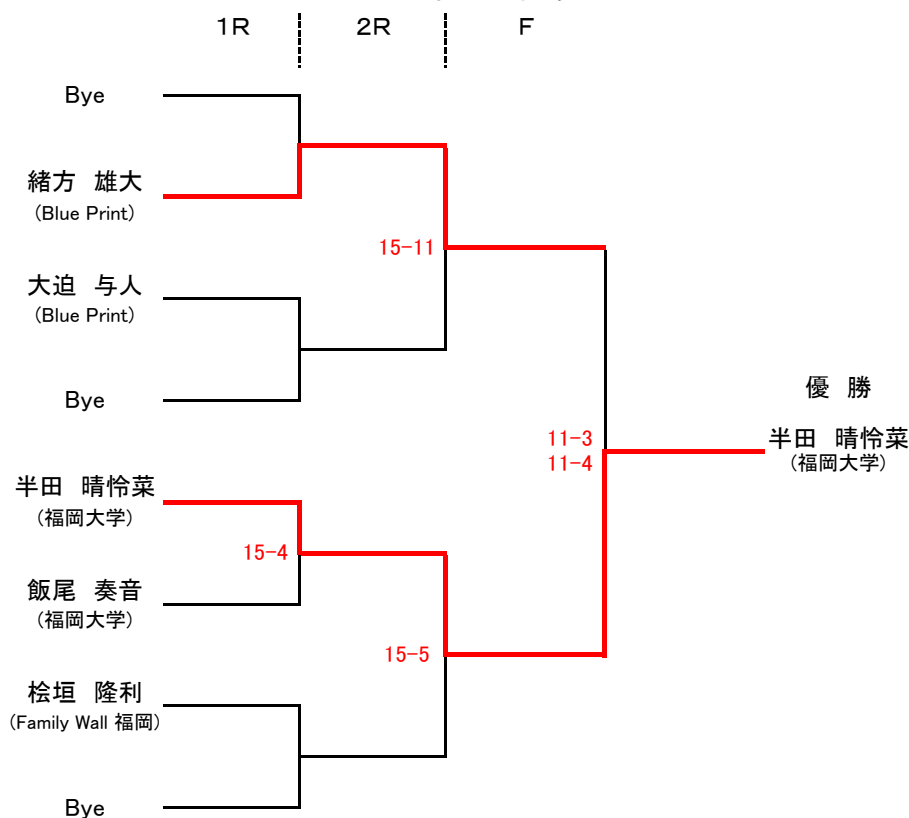 1R 2R F
Bye
緒方 雄大
(Blue Print)
15-11
大迫 与人
(Blue Print)
Bye
優 勝
11-3
半田 晴怜菜
11-4
(福岡大学)
半田 晴怜菜
(福岡大学)
15-4
飯尾 奏音
(福岡大学)
15-5
桧垣 隆利
(Family Wall 福岡)
Bye